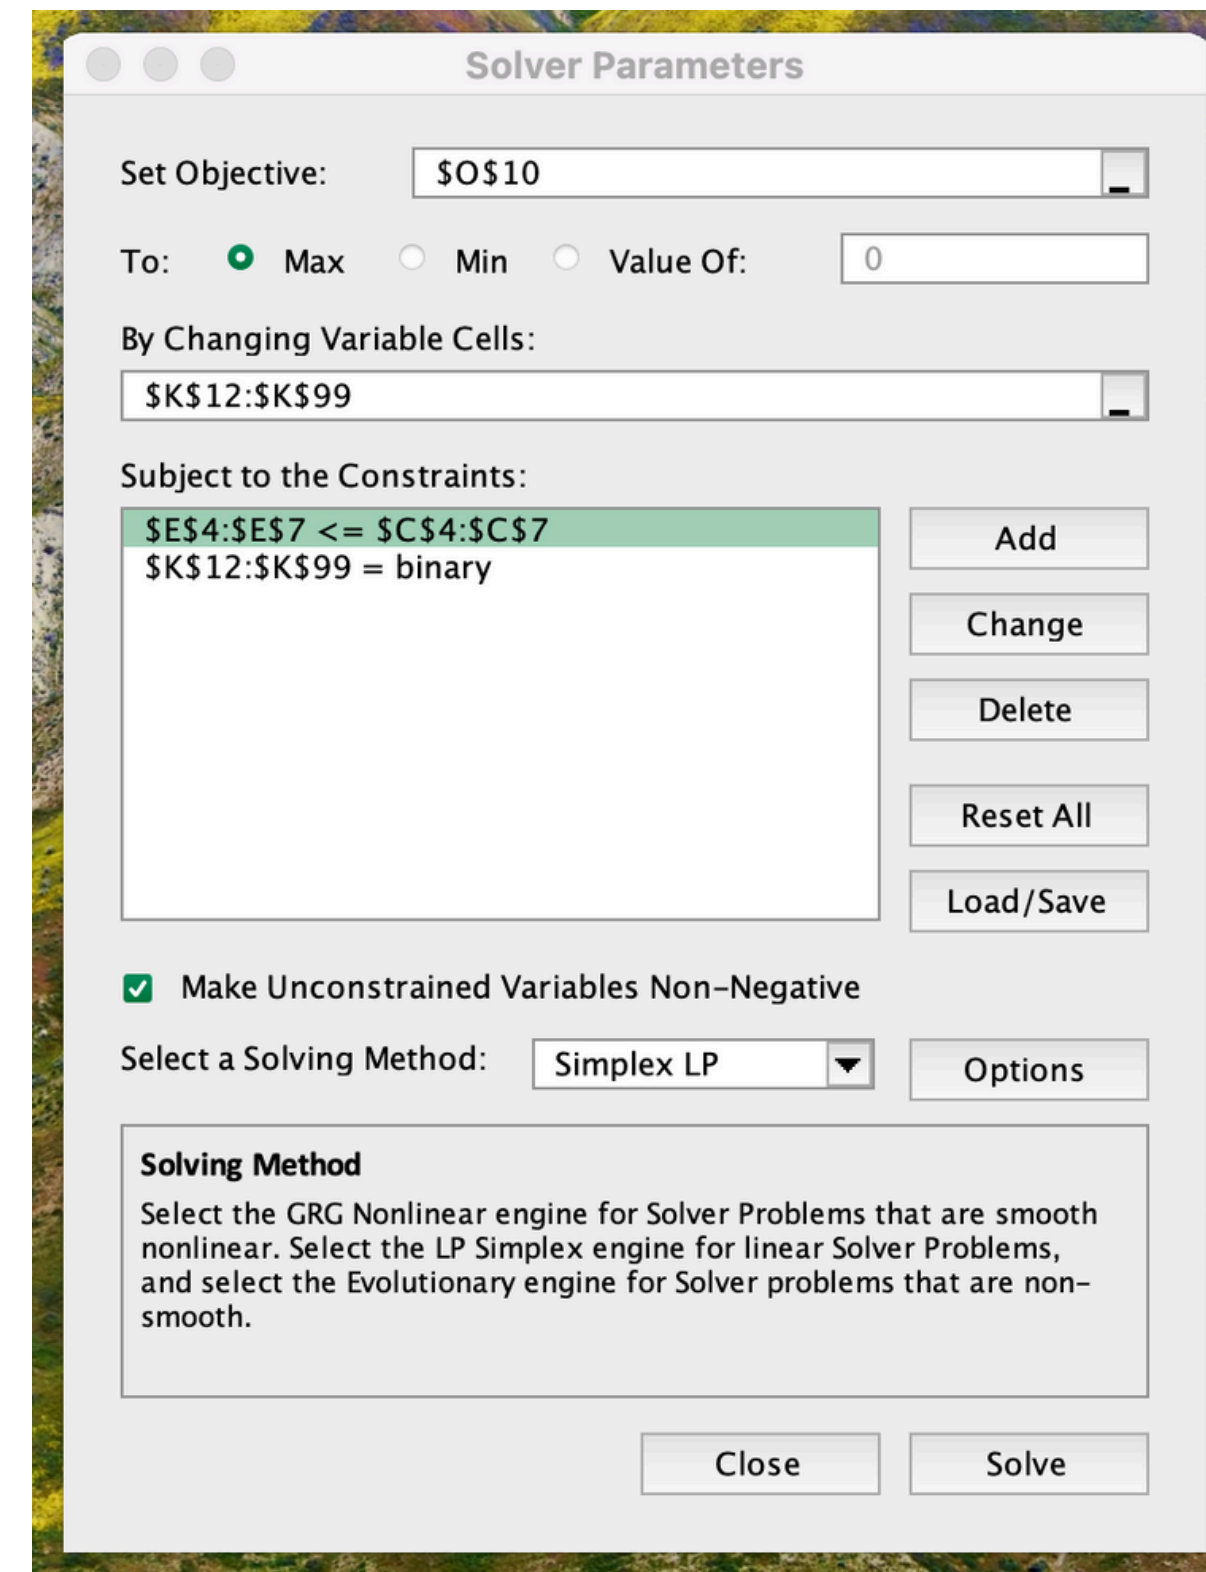 Solver Parameters
Set Objective: $O$10
To: Max Min Value Of: 0
By Changing Variable Cells:
$K$12:$K$99
Subject to the Constraints:
$E$4:$E$7 <= $C$4:$C$7
$K$12:$K$99 = binary
Add
Change
Delete
Reset All
Load/Save
Make Unconstrained Variables Non-Negative
Select a Solving Method: Simplex LP Options
Solving Method
Select the GRG Nonlinear engine for Solver Problems that are smooth
nonlinear. Select the LP Simplex engine for linear Solver Problems,
and select the Evolutionary engine for Solver problems that are non-
smooth.
Close Solve